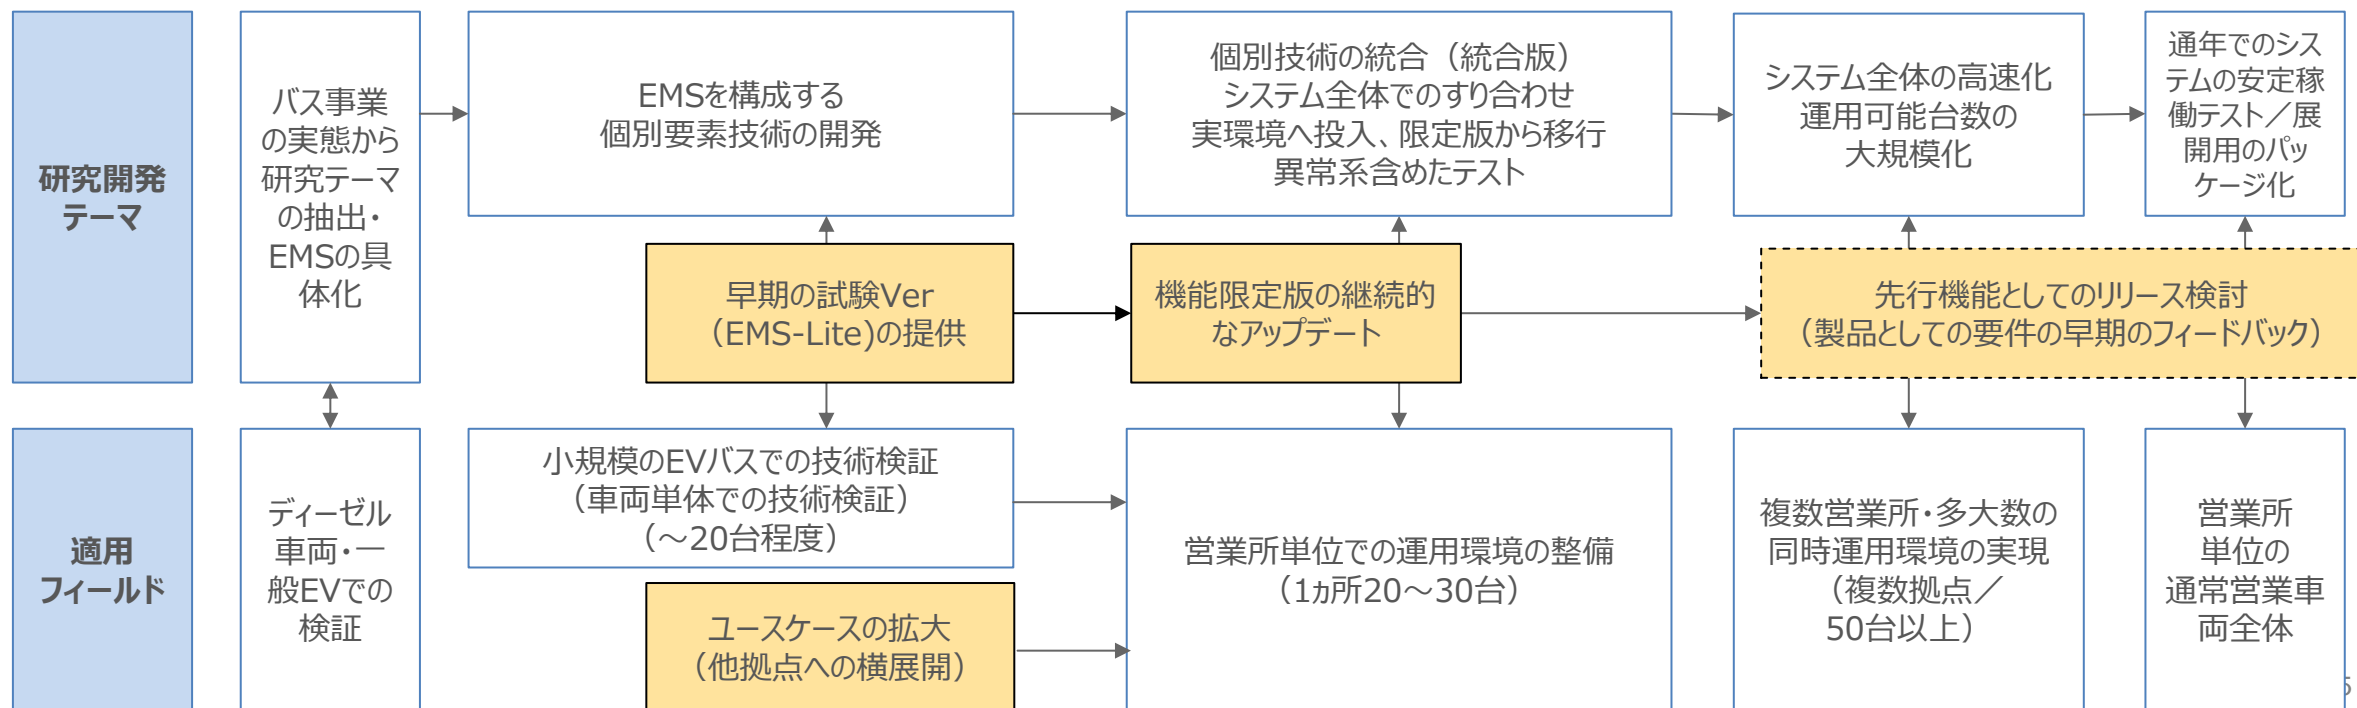 研究開発
テーマ
バス事業
の実態から
研究テーマ
の抽出・
EMSの具
体化
EMSを構成する
個別要素技術の開発
個別技術の統合（統合版）
システム全体でのすり合わせ
実環境へ投入、限定版から移行
異常系含めたテスト
システム全体の高速化
運用可能台数の
大規模化
通年でのシス
テムの安定稼
働テスト／展
開用のパッ
ケージ化
早期の試験Ver
（EMS-Lite)の提供
機能限定版の継続的
なアップデート
先行機能としてのリリース検討
（製品としての要件の早期のフィードバック）
適用
フィールド
ディーゼル
車両・一
般EVでの
検証
小規模のEVバスでの技術検証
（車両単体での技術検証）
（～20台程度）
ユースケースの拡大
（他拠点への横展開）
営業所単位での運用環境の整備
（1ヵ所20～30台）
複数営業所・多大数の
同時運用環境の実現
（複数拠点／
50台以上）
営業所
単位の
通常営業車
両全体